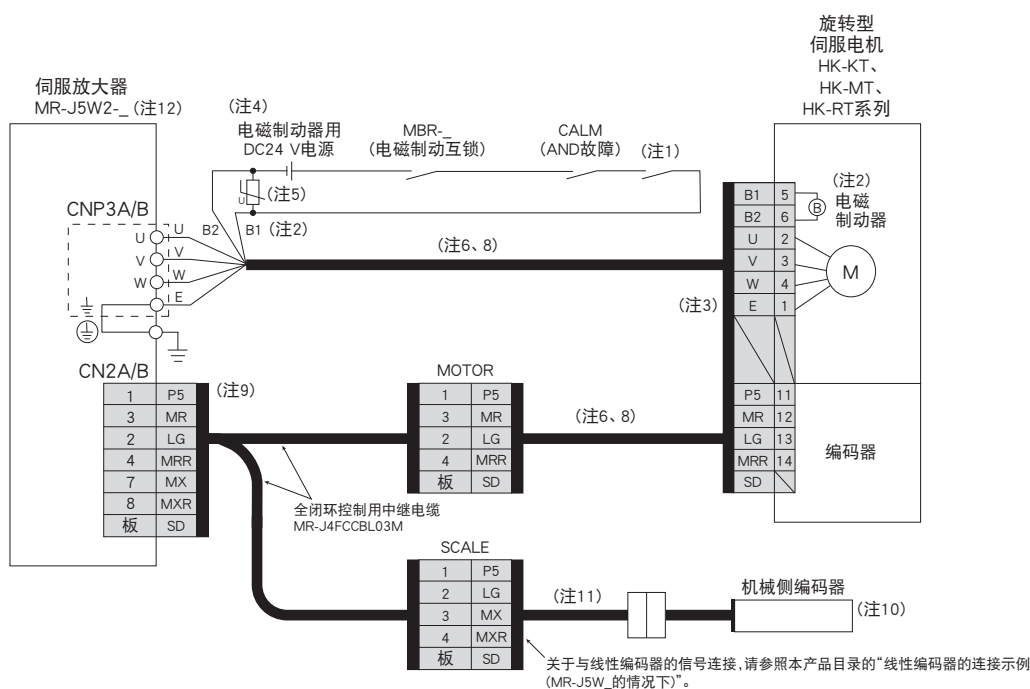 旋转型
伺服电机
HK-KT、
HK-MT、
HK-RT系列
伺服放大器
MR-J5W2-_ (注12)
(注4)
电磁制动器用
DC24 V电源
MBR-_
(电磁制动互锁)
CALM
(AND故障)
(注1)
U
(注5)
CNP3A/B
B2
B1
(注2)
U
U
V
V
W
W
E
(注6、8)
(注3)
B1 5
B2 6
U 2
V 3
W 4
E 1
B
(注2)
电磁
制动器
M
CN2A/B
1 P5
3 MR
2 LG
4 MRR
7 MX
8 MXR
板 SD
(注9)
MOTOR
1 P5
3 MR
2 LG
4 MRR
板 SD
(注6、8)
P5 11
MR 12
LG 13
MRR 14
SD
编码器
全闭环控制用中继电缆
MR-J4FCCBL03M
SCALE
1 P5
2 LG
3 MX
4 MXR
板 SD
(注11)
机械侧编码器
(注10)
关于与线性编码器的信号连接,请参照本产品目录的“线性编码器的连接示例
(MR-J5W_的情况下)”。